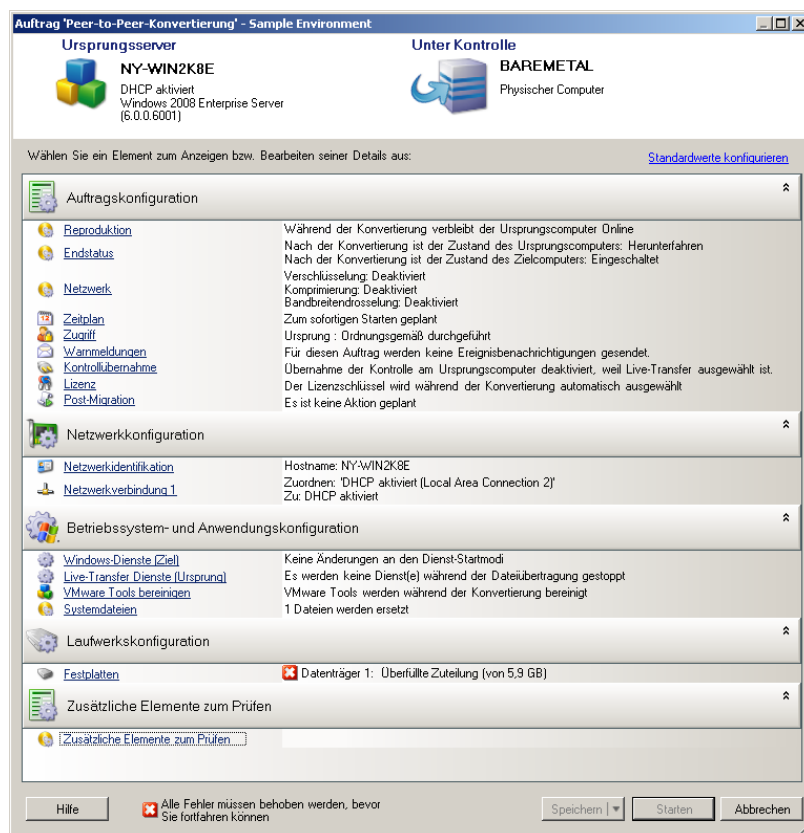 Auftrag 'Peer-to-Peer-Konvertierung' - Sample Environment
Ursprungsserver
NY-WIN2K8E
DHCP aktiviert
Windows 2008 Enterprise Server
(6.0.0.6001)
Unter Kontrolle
BAREMETAL
Physischer Computer
Wählen Sie ein Element zum Anzeigen bzw. Bearbeiten seiner Details aus:
Standardwerte konfigurieren
Auftragskonfiguration
Reproduktion
Während der Konvertierung verbleibt der Ursprungscomputer Online
Endstatus
Nach der Konvertierung ist der Zustand des Ursprungscomputers: Herunterfahren
Nach der Konvertierung ist der Zustand des Zielcomputers: Eingeschaltet
Netzwerk
Verschlüsselung: Deaktiviert
Komprimierung: Deaktiviert
Bandbreitendrosselung: Deaktiviert
Zeitplan
Zum sofortigen Starten geplant
Zugriff
Ursprung : Ordnungsgemäß durchgeführt
Warnmeldungen
Für diesen Auftrag werden keine Ereignisbenachrichtigungen gesendet.
Kontrollübernahme
Übernahme der Kontrolle am Ursprungscomputer deaktiviert, weil Live-Transfer ausgewählt ist.
Lizenz
Der Lizenzschlüssel wird während der Konvertierung automatisch ausgewählt
Post-Migration
Es ist keine Aktion geplant
Netzwerkkonfiguration
Netzwerkidentifikation
Hostname: NY-WIN2K8E
Netzwerkverbindung 1
Zuordnen: 'DHCP aktiviert (Local Area Connection 2)'
Zu: DHCP aktiviert
Betriebssystem- und Anwendungskonfiguration
Windows-Dienste (Ziel)
Keine Änderungen an den Dienst-Startmodi
Live-Transfer Dienste (Ursprung)
Es werden keine Dienst(e) während der Dateiübertragung gestoppt
VMware Tools bereinigen
VMware Tools werden während der Konvertierung bereinigt
Systemdateien
1 Dateien werden ersetzt
Laufwerkskonfiguration
Festplatten
Datenträger 1: Überfüllte Zuteilung (von 5,9 GB)
Zusätzliche Elemente zum Prüfen
Zusätzliche Elemente zum Prüfen
Hilfe
Alle Fehler müssen behoben werden, bevor
Sie fortfahren können
Speichern
Starten
Abbrechen